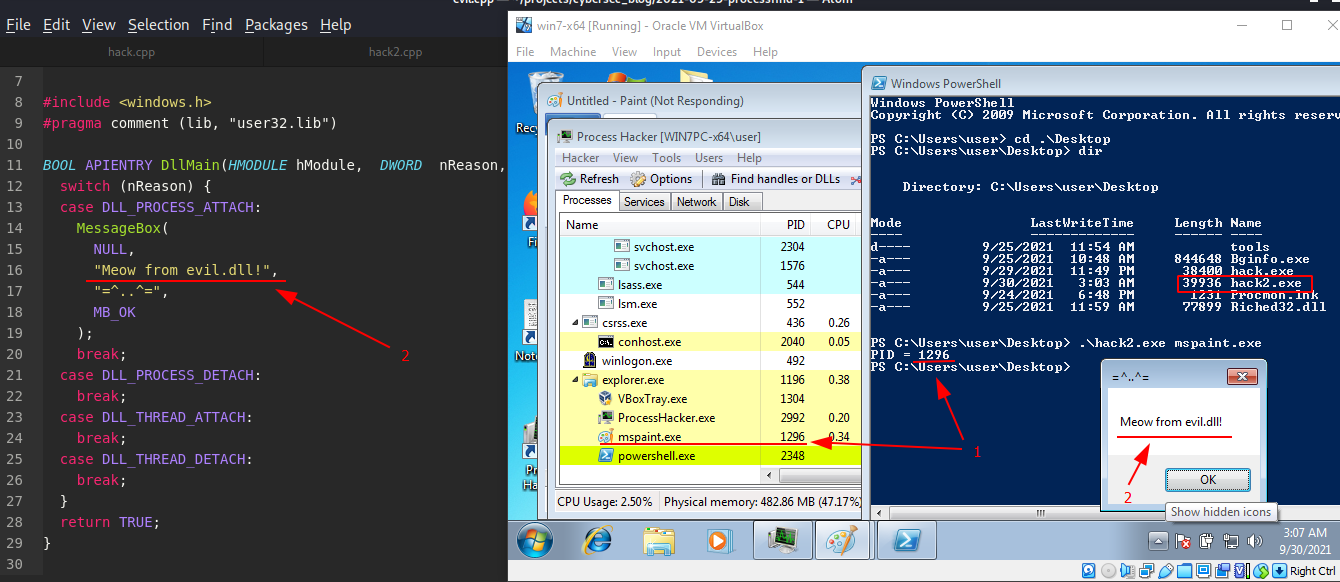 evil.cpp — ~/projects/cybersec_blog/2021-09-29-processfind-1 — Atom
File Edit View Selection Find Packages Help
hack.cpp
hack2.cpp
7
8 #include <windows.h>
9 #pragma comment (lib, "user32.lib")
10
11 BOOL APIENTRY DllMain(HMODULE hModule, DWORD nReason,
12 switch (nReason) {
13 case DLL_PROCESS_ATTACH:
14 MessageBox(
15 NULL,
16 "Meow from evil.dll!",
17 "=^..^=",
18 MB_OK
19 );
20 break;
21 case DLL_PROCESS_DETACH:
22 break;
23 case DLL_THREAD_ATTACH:
24 break;
25 case DLL_THREAD_DETACH:
26 break;
27 }
28 return TRUE;
29 }
30
2
win7-x64 [Running] - Oracle VM VirtualBox
File Machine View Input Devices Help
Untitled - Paint (Not Responding)
Process Hacker [WIN7PC-x64\user]
Hacker View Tools Users Help
Refresh Options Find handles or DLLs
Processes Services Network Disk
Name PID CPU
svchost.exe 2304
svchost.exe 1576
lsass.exe 544
lsm.exe 552
csrss.exe 436 0.26
conhost.exe 2040 0.05
winlogon.exe 492
explorer.exe 1196 0.38
VBoxTray.exe 1304
ProcessHacker.exe 2992 0.20
mspaint.exe 1296 0.34
powershell.exe 2348
CPU Usage: 2.50% Physical memory: 482.86 MB (47.17%)
Windows PowerShell
Windows PowerShell
Copyright (C) 2009 Microsoft Corporation. All rights reserv
PS C:\Users\user> cd .\Desktop
PS C:\Users\user\Desktop> dir
Directory: C:\Users\user\Desktop
Mode LastWriteTime Length Name
---- ------------- ------ ----
d---- 9/25/2021 11:54 AM tools
-a--- 9/25/2021 10:48 AM 844648 Bginfo.exe
-a--- 9/29/2021 11:49 PM 38400 hack.exe
-a--- 9/30/2021 3:03 AM 39936 hack2.exe
-a--- 9/24/2021 6:48 PM 1231 Procmon.lnk
-a--- 9/25/2021 11:59 AM 77899 Riched32.dll
PS C:\Users\user\Desktop> .\hack2.exe mspaint.exe
PID = 1296
PS C:\Users\user\Desktop>
1
=^..^=
Meow from evil.dll!
2
OK
Show hidden icons
3:07 AM
9/30/2021
Right Ctrl